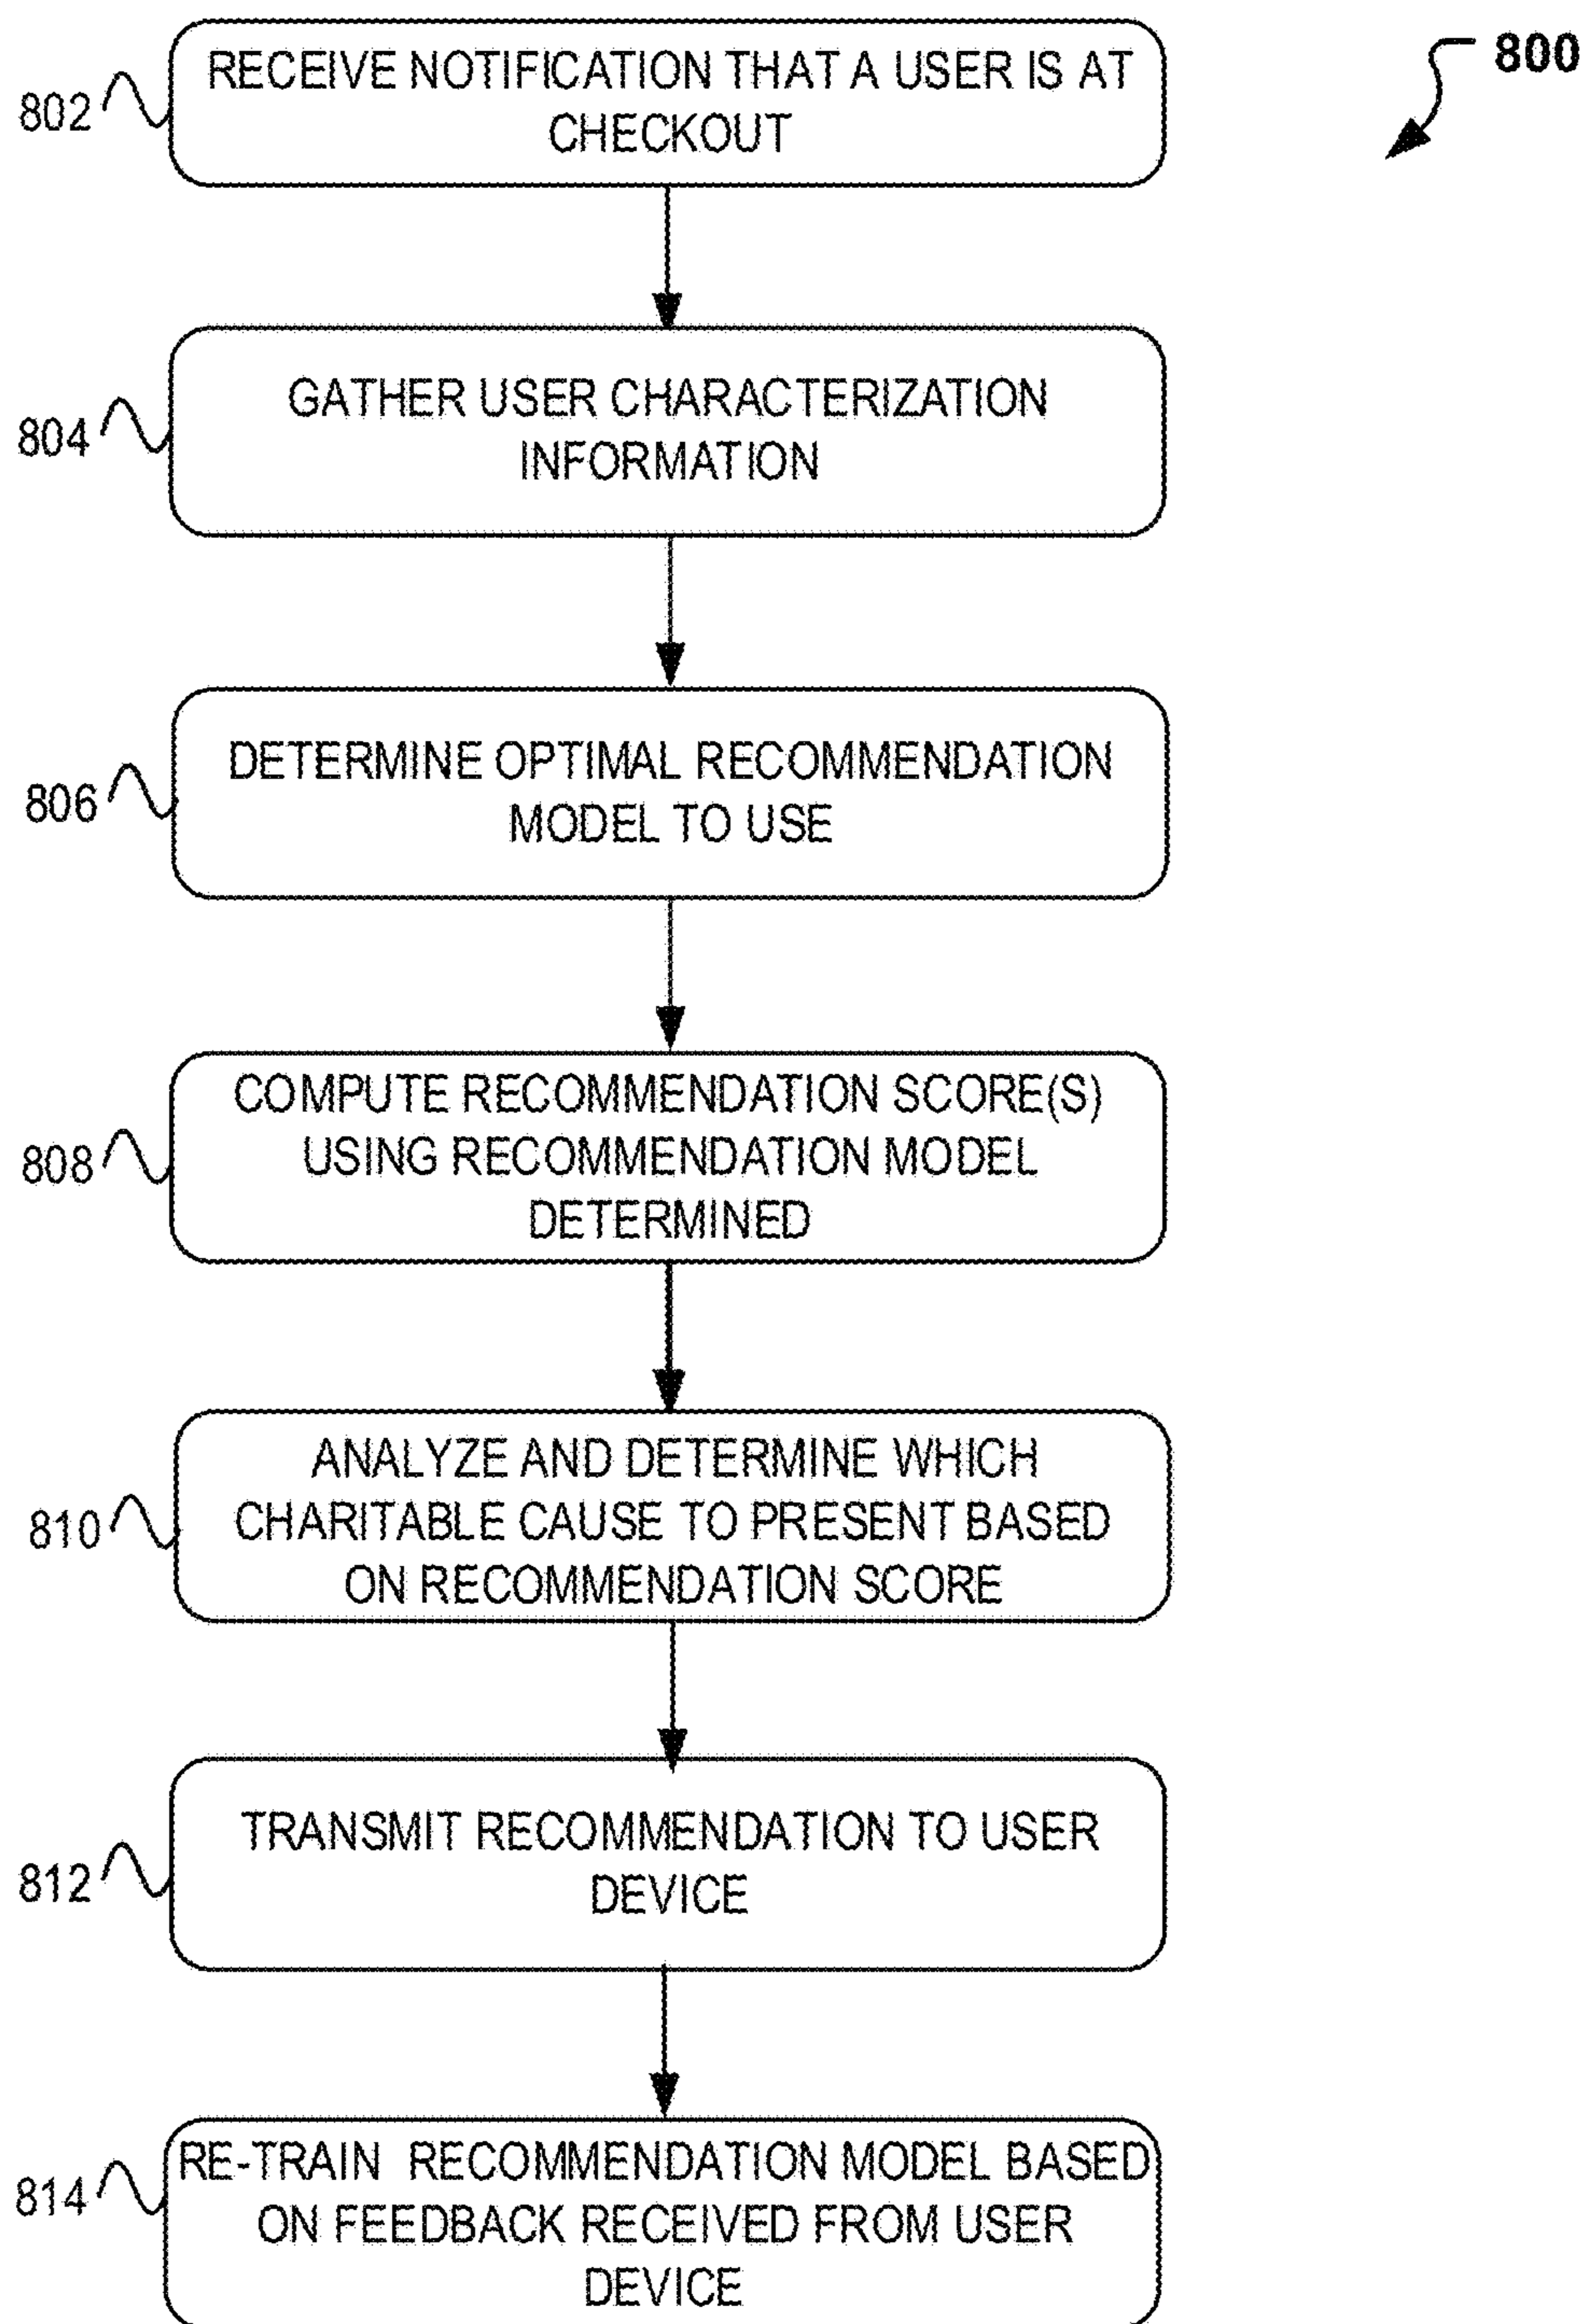 800
802
RECEIVE NOTIFICATION THAT A USER IS AT
CHECKOUT
804
GATHER USER CHARACTERIZATION
INFORMATION
806
DETERMINE OPTIMAL RECOMMENDATION
MODEL TO USE
808
COMPUTE RECOMMENDATION SCORE(S)
USING RECOMMENDATION MODEL
DETERMINED
810
ANALYZE AND DETERMINE WHICH
CHARITABLE CAUSE TO PRESENT BASED
ON RECOMMENDATION SCORE
812
TRANSMIT RECOMMENDATION TO USER
DEVICE
814
RE-TRAIN RECOMMENDATION MODEL BASED
ON FEEDBACK RECEIVED FROM USER
DEVICE